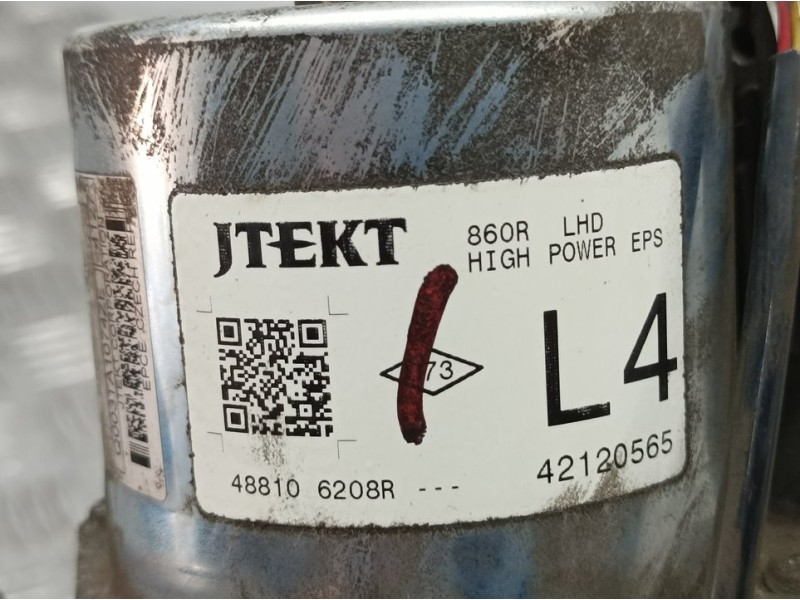 JTEKT
860R LHD
HIGH POWER EPS
73
L4
48810 6208R ---
42120565